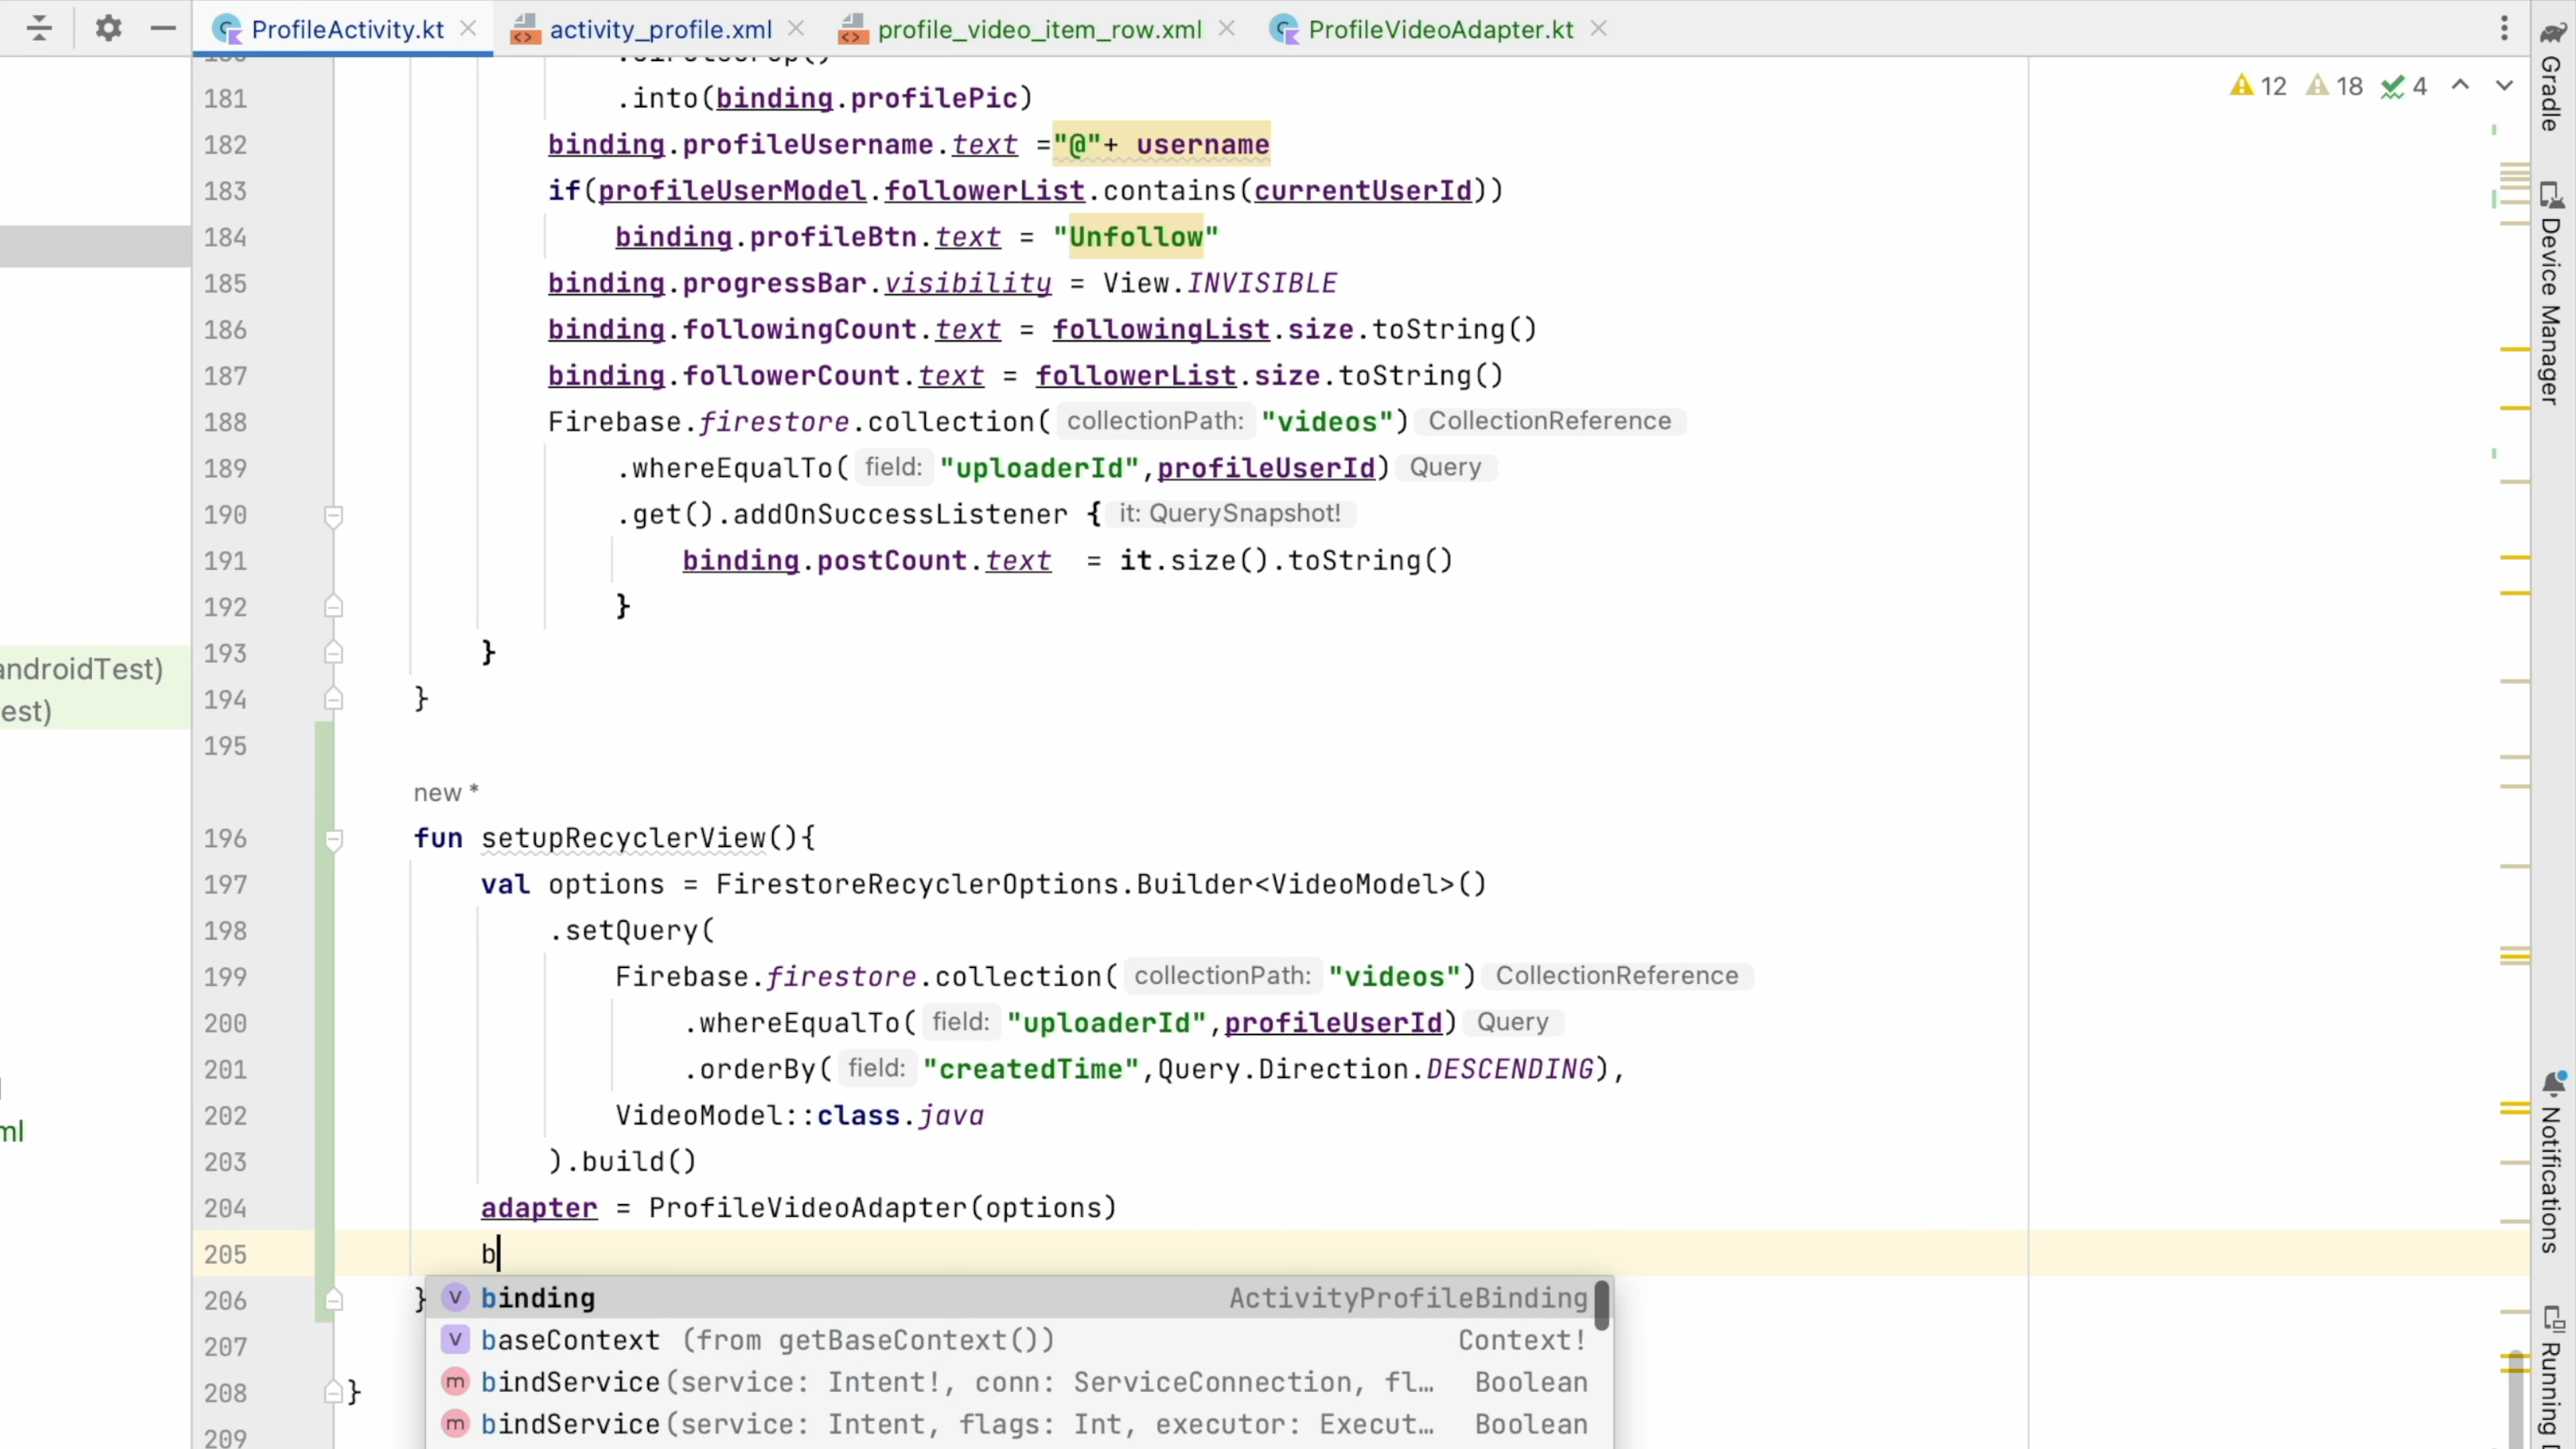 ProfileActivity.kt activity_profile.xml profile_video_item_row.xml ProfileVideoAdapter.kt
12 18 4
181 .into(binding.profilePic)
182 binding.profileUsername.text ="@"+ username
183 if(profileUserModel.followerList.contains(currentUserId))
184 binding.profileBtn.text = "Unfollow"
185 binding.progressBar.visibility = View.INVISIBLE
186 binding.followingCount.text = followingList.size.toString()
187 binding.followerCount.text = followerList.size.toString()
188 Firebase.firestore.collection( collectionPath: "videos") CollectionReference
189 .whereEqualTo( field: "uploaderId",profileUserId) Query
190 .get().addOnSuccessListener { it: QuerySnapshot!
191 binding.postCount.text  = it.size().toString()
192 }
193 }
194 }
195
new *
196 fun setupRecyclerView(){
197 val options = FirestoreRecyclerOptions.Builder<VideoModel>()
198 .setQuery(
199 Firebase.firestore.collection( collectionPath: "videos") CollectionReference
200 .whereEqualTo( field: "uploaderId",profileUserId) Query
201 .orderBy( field: "createdTime",Query.Direction.DESCENDING),
202 VideoModel::class.java
203 ).build()
204 adapter = ProfileVideoAdapter(options)
205 b
206 }
207
208 }
209
binding ActivityProfileBinding
baseContext (from getBaseContext()) Context!
bindService(service: Intent!, conn: ServiceConnection, fl… Boolean
bindService(service: Intent, flags: Int, executor: Execut… Boolean
androidTest)
est)
ml
Gradle
Device Manager
Notifications
Running